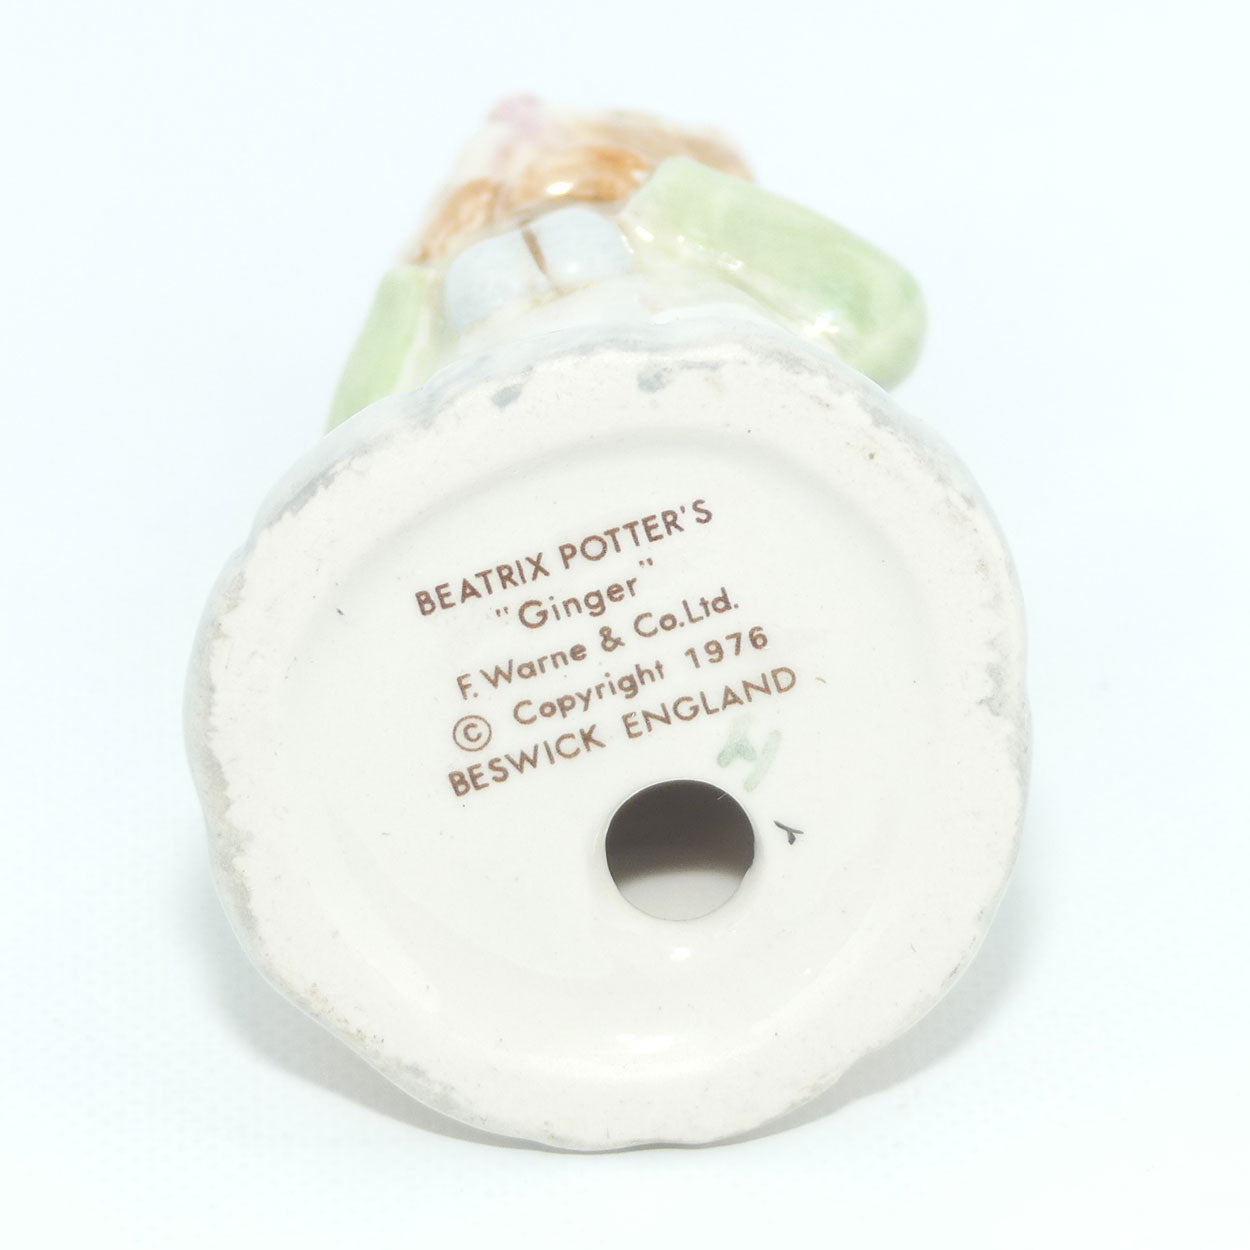 BEATRIX POTTER'S
"Ginger"
F. Warne & Co.Ltd.
© Copyright 1976
BESWICK ENGLAND